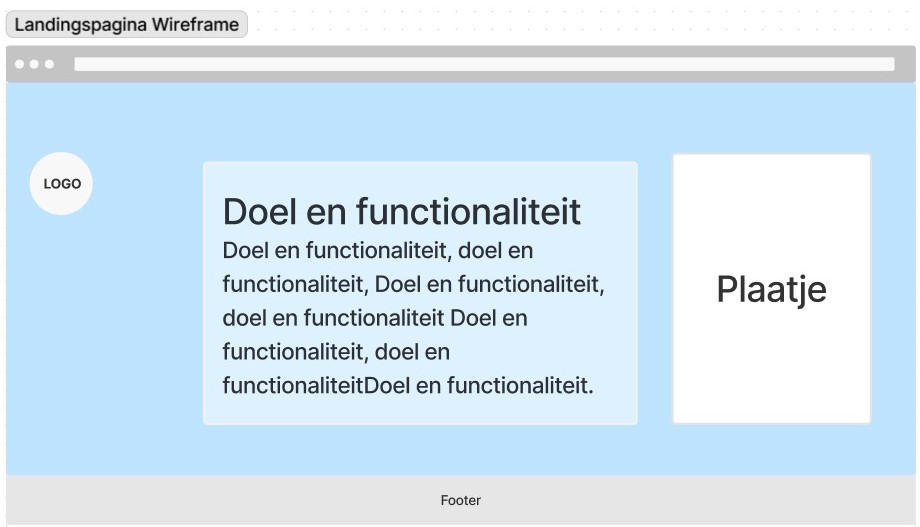 Landingspagina Wireframe
LOGO
Doel en functionaliteit
Doel en functionaliteit, doel en
functionaliteit, Doel en functionaliteit,
doel en functionaliteit Doel en
functionaliteit, doel en
functionaliteitDoel en functionaliteit.
Plaatje
Footer